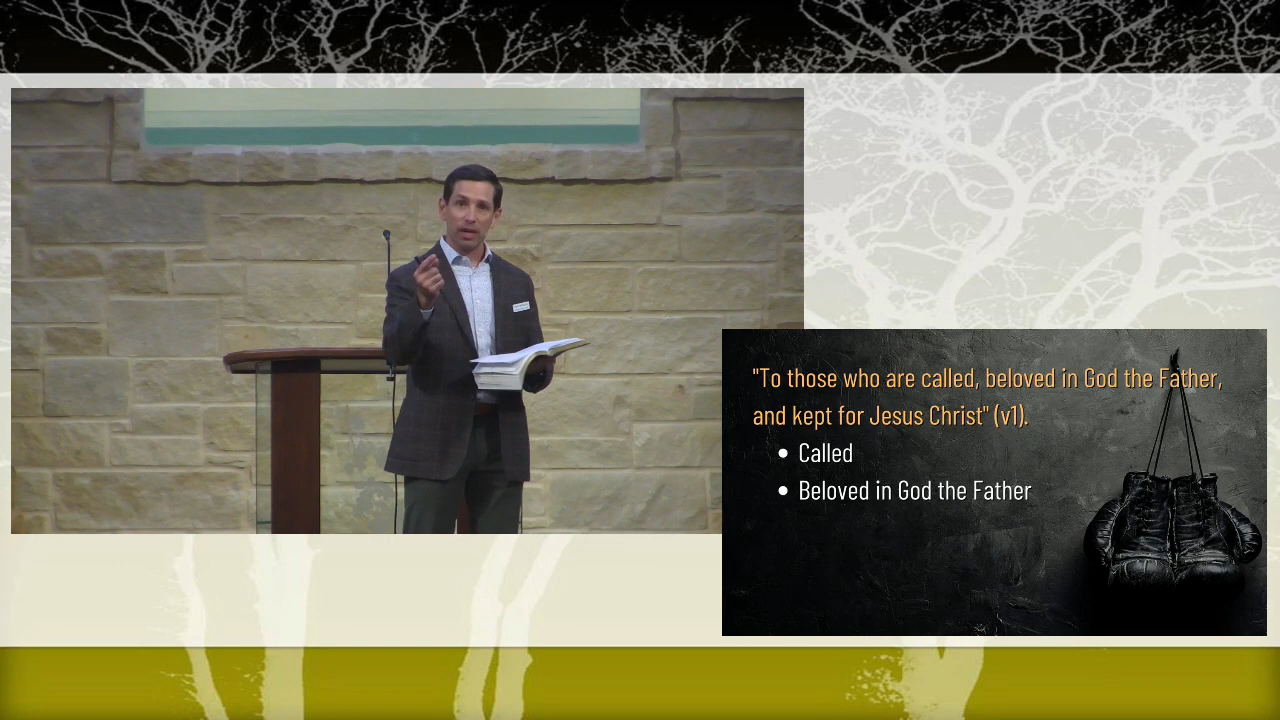 "To those who are called, beloved in God the Father,
and kept for Jesus Christ" (v1).
• Called
• Beloved in God the Father